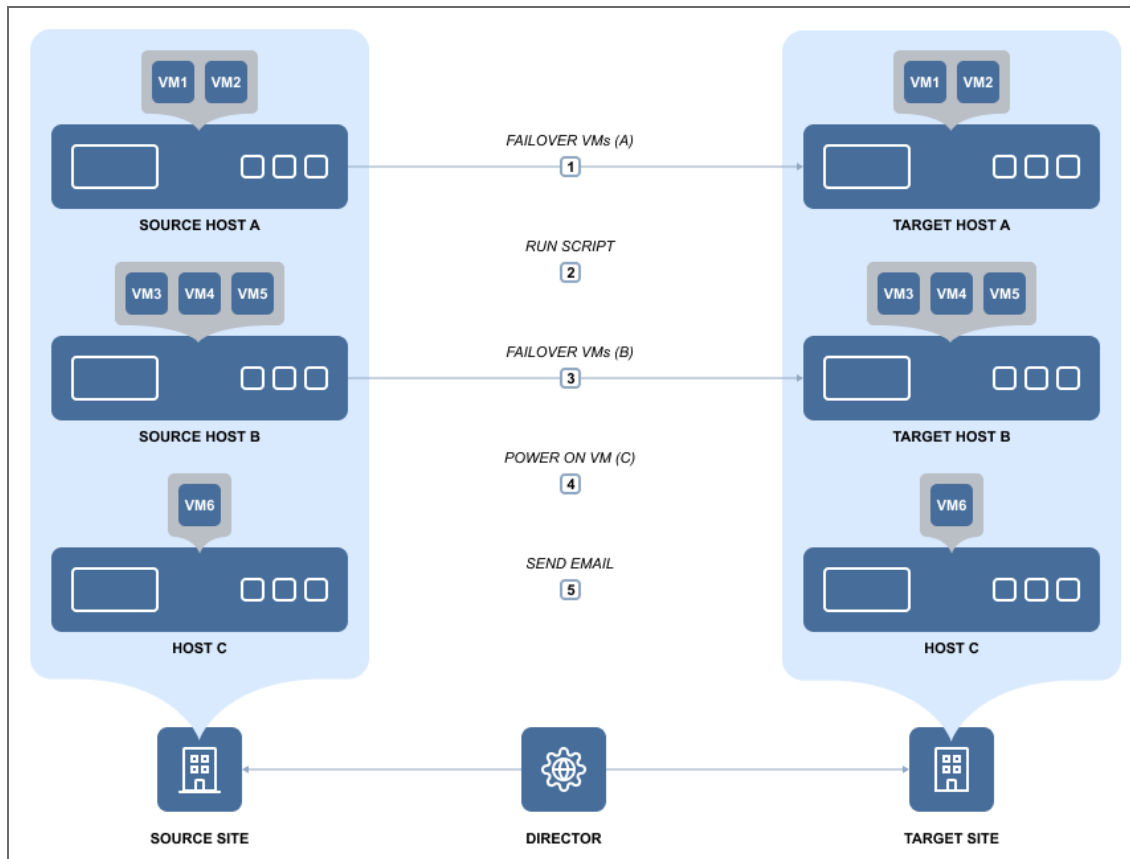 VM1 VM2
VM1 VM2
FAILOVER VMs (A)
1
SOURCE HOST A
TARGET HOST A
RUN SCRIPT
2
VM3 VM4 VM5
VM3 VM4 VM5
FAILOVER VMs (B)
3
SOURCE HOST B
TARGET HOST B
POWER ON VM (C)
4
VM6
VM6
SEND EMAIL
5
HOST C
HOST C
SOURCE SITE
DIRECTOR
TARGET SITE